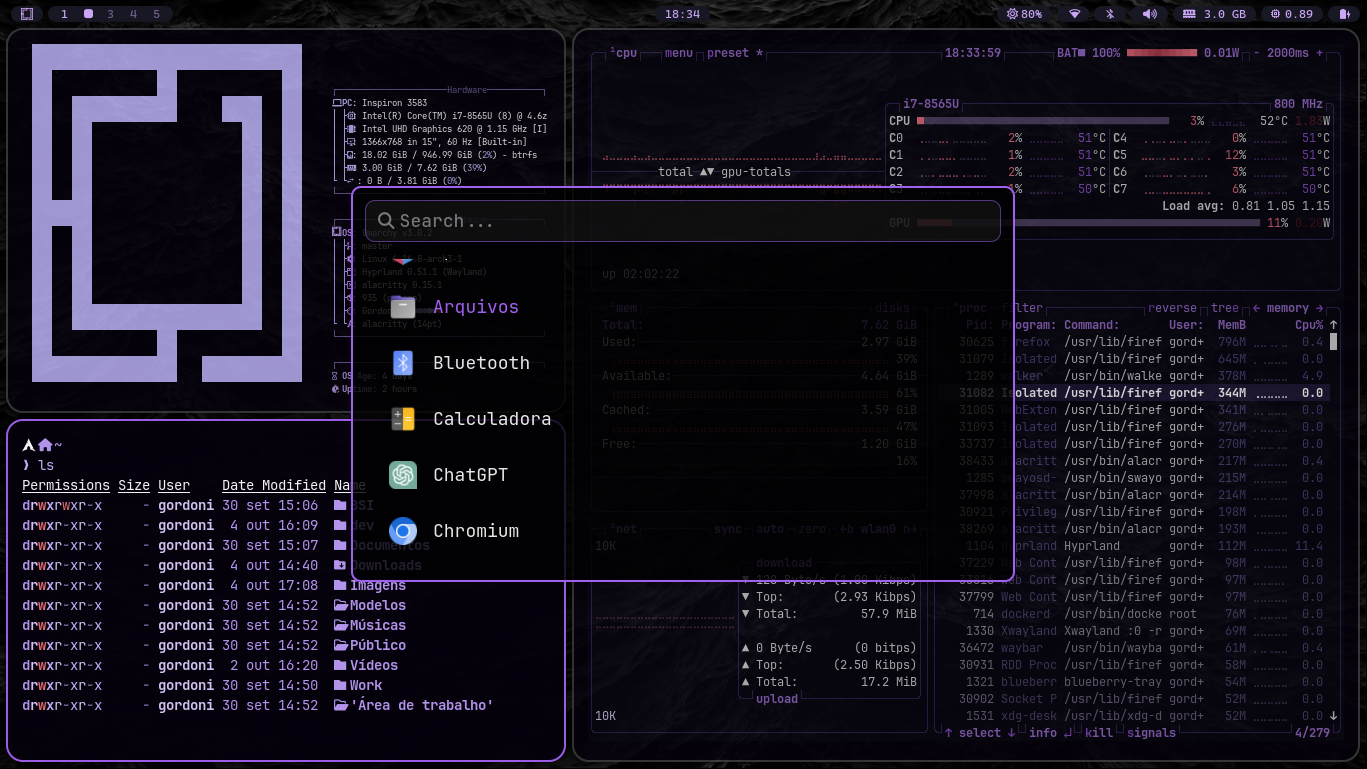 1 3 4 5
18:34
80% 3.0 GB 0.89
Hardware
PC: Inspiron 3583
Intel(R) Core(TM) i7-8565U (8) @ 4.6z
Intel UHD Graphics 620 @ 1.15 GHz [I]
1366x768 in 15", 60 Hz [Built-in]
18.02 GiB / 946.99 GiB (2%) - btrfs
3.00 GiB / 7.62 GiB (39%)
: 0 B / 3.81 GiB (0%)
OS: Omarchy v3.0.2
master
Linux
Hyprland 0.51.1 (Wayland)
alacritty 0.15.1
935
alacritty (14pt)
OS Age: 4 days
Uptime: 2 hours
~
❯ ls
Permissions Size User Date Modified Name
drwxrwxr-x - gordoni 30 set 15:06 BSI
drwxr-xr-x - gordoni 4 out 16:09 dev
drwxr-xr-x - gordoni 30 set 15:07 Documentos
drwxr-xr-x - gordoni 4 out 14:40 Downloads
drwxr-xr-x - gordoni 4 out 17:08 Imagens
drwxr-xr-x - gordoni 30 set 14:52 Modelos
drwxr-xr-x - gordoni 30 set 14:52 Músicas
drwxr-xr-x - gordoni 30 set 14:52 Público
drwxr-xr-x - gordoni 2 out 16:20 Vídeos
drwxr-xr-x - gordoni 30 set 14:50 Work
drwxr-xr-x - gordoni 30 set 14:52 'Área de trabalho'
Search...
Arquivos
Bluetooth
Calculadora
ChatGPT
Chromium
¹cpu menu preset * 18:33:59 BAT■ 100% 0.01W - 2000ms +
i7-8565U 800 MHz
CPU 3% 52°C 1.83W
C0 2% 51°C C4 0% 51°C
C1 1% 51°C C5 12% 51°C
C2 2% 51°C C6 6% 51°C
C3 1% 50°C C7 6% 50°C
total ▲▼ gpu-totals
Load avg: 0.81 1.05 1.15
GPU 11% 0.20W
up 02:02:22
²mem disks
Total: 7.62 GiB
Used: 2.97 GiB
39%
Available: 4.64 GiB
61%
Cached: 3.59 GiB
47%
Free: 1.20 GiB
16%
³net sync auto zero <b wlan0 n>
10K
download
▼ 128 Byte/s (1.00 Kibps)
▼ Top: (2.93 Kibps)
▼ Total: 57.9 MiB
▲ 0 Byte/s (0 bitps)
▲ Top: (2.50 Kibps)
▲ Total: 17.2 MiB
upload
10K
⁴proc filter reverse tree ← memory →
Pid: Program: Command: User: MemB Cpu% ↑
30625 firefox /usr/lib/firef gord+ 796M 0.4
31079 Isolated /usr/lib/firef gord+ 645M 0.0
1289 walker /usr/bin/walke gord+ 378M 4.9
31082 Isolated /usr/lib/firef gord+ 344M 0.0
31005 WebExten /usr/lib/firef gord+ 341M 0.0
31093 Isolated /usr/lib/firef gord+ 276M 0.0
33737 Isolated /usr/lib/firef gord+ 270M 0.0
38433 alacritt /usr/bin/alacr gord+ 217M 0.4
1285 swayosd- /usr/bin/swayo gord+ 215M 0.0
37998 alacritt /usr/bin/alacr gord+ 214M 0.0
30921 Privileg /usr/lib/firef gord+ 198M 0.0
38269 alacritt /usr/bin/alacr gord+ 193M 0.0
1104 Hyprland Hyprland gord+ 112M 11.4
37229 Web Cont /usr/lib/firef gord+ 98M 0.0
Web Cont /usr/lib/firef gord+ 97M 0.0
37799 Web Cont /usr/lib/firef gord+ 97M 0.0
714 dockerd /usr/bin/docke root 76M 0.0
1330 Xwayland Xwayland :0 -r gord+ 69M 0.0
36472 waybar /usr/bin/wayba gord+ 61M 0.4
30931 RDD Proc /usr/lib/firef gord+ 58M 0.0
1321 blueberr blueberry-tray gord+ 54M 0.0
30902 Socket P /usr/lib/firef gord+ 52M 0.0
1531 xdg-desk /usr/lib/xdg-d gord+ 52M 0.0 ↓
↑ select ↓ info ↵ kill signals 4/279